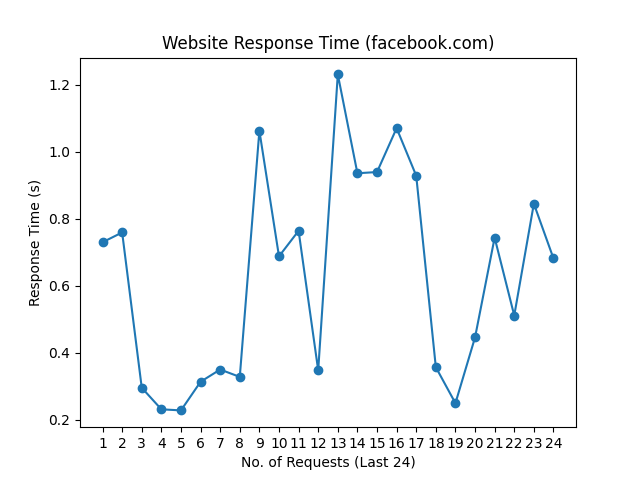 Website Response Time (facebook.com)
1.2
1.0
0.8
0.6
0.4
0.2
Response Time (s)
1 2 3 4 5 6 7 8 9 10 11 12 13 14 15 16 17 18 19 20 21 22 23 24
No. of Requests (Last 24)